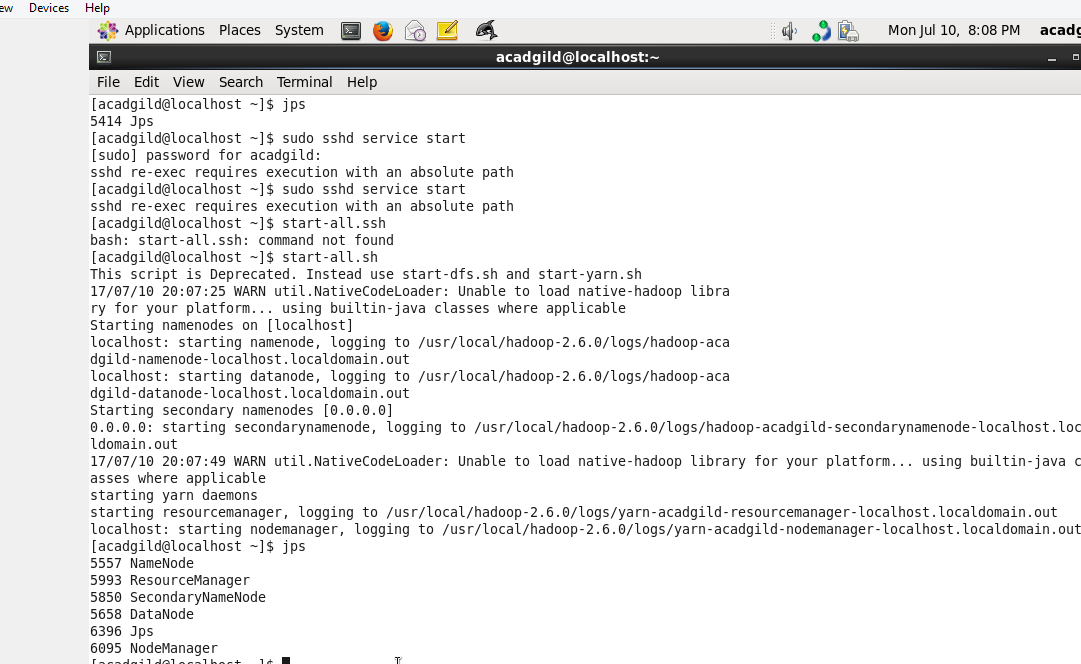 ew Devices Help
Applications Places System Mon Jul 10, 8:08 PM acadg
acadgild@localhost:~
File Edit View Search Terminal Help
[acadgild@localhost ~]$ jps
5414 Jps
[acadgild@localhost ~]$ sudo sshd service start
[sudo] password for acadgild:
sshd re-exec requires execution with an absolute path
[acadgild@localhost ~]$ sudo sshd service start
sshd re-exec requires execution with an absolute path
[acadgild@localhost ~]$ start-all.ssh
bash: start-all.ssh: command not found
[acadgild@localhost ~]$ start-all.sh
This script is Deprecated. Instead use start-dfs.sh and start-yarn.sh
17/07/10 20:07:25 WARN util.NativeCodeLoader: Unable to load native-hadoop libra
ry for your platform... using builtin-java classes where applicable
Starting namenodes on [localhost]
localhost: starting namenode, logging to /usr/local/hadoop-2.6.0/logs/hadoop-aca
dgild-namenode-localhost.localdomain.out
localhost: starting datanode, logging to /usr/local/hadoop-2.6.0/logs/hadoop-aca
dgild-datanode-localhost.localdomain.out
Starting secondary namenodes [0.0.0.0]
0.0.0.0: starting secondarynamenode, logging to /usr/local/hadoop-2.6.0/logs/hadoop-acadgild-secondarynamenode-localhost.loc
ldomain.out
17/07/10 20:07:49 WARN util.NativeCodeLoader: Unable to load native-hadoop library for your platform... using builtin-java c
asses where applicable
starting yarn daemons
starting resourcemanager, logging to /usr/local/hadoop-2.6.0/logs/yarn-acadgild-resourcemanager-localhost.localdomain.out
localhost: starting nodemanager, logging to /usr/local/hadoop-2.6.0/logs/yarn-acadgild-nodemanager-localhost.localdomain.out
[acadgild@localhost ~]$ jps
5557 NameNode
5993 ResourceManager
5850 SecondaryNameNode
5658 DataNode
6396 Jps
6095 NodeManager
[acadgild@localhost ~]$